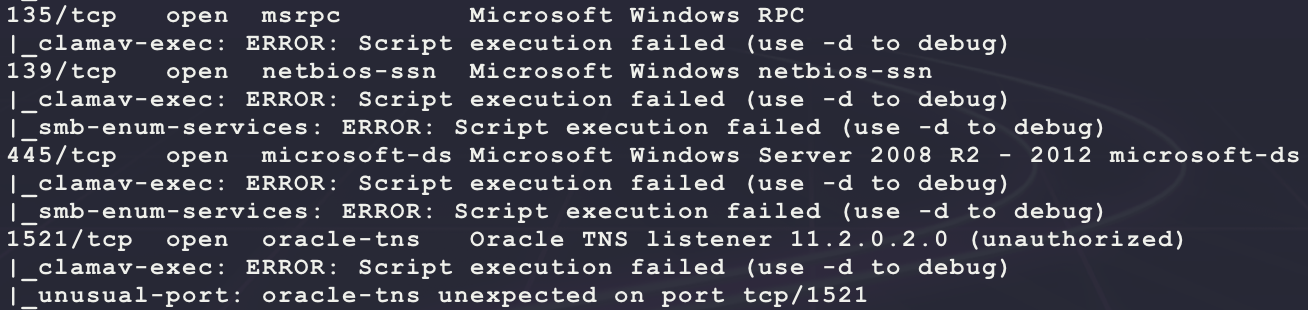 135/tcp   open  msrpc        Microsoft Windows RPC
|_clamav-exec: ERROR: Script execution failed (use -d to debug)
139/tcp   open  netbios-ssn  Microsoft Windows netbios-ssn
|_clamav-exec: ERROR: Script execution failed (use -d to debug)
|_smb-enum-services: ERROR: Script execution failed (use -d to debug)
445/tcp   open  microsoft-ds Microsoft Windows Server 2008 R2 - 2012 microsoft-ds
|_clamav-exec: ERROR: Script execution failed (use -d to debug)
|_smb-enum-services: ERROR: Script execution failed (use -d to debug)
1521/tcp  open  oracle-tns   Oracle TNS listener 11.2.0.2.0 (unauthorized)
|_clamav-exec: ERROR: Script execution failed (use -d to debug)
|_unusual-port: oracle-tns unexpected on port tcp/1521